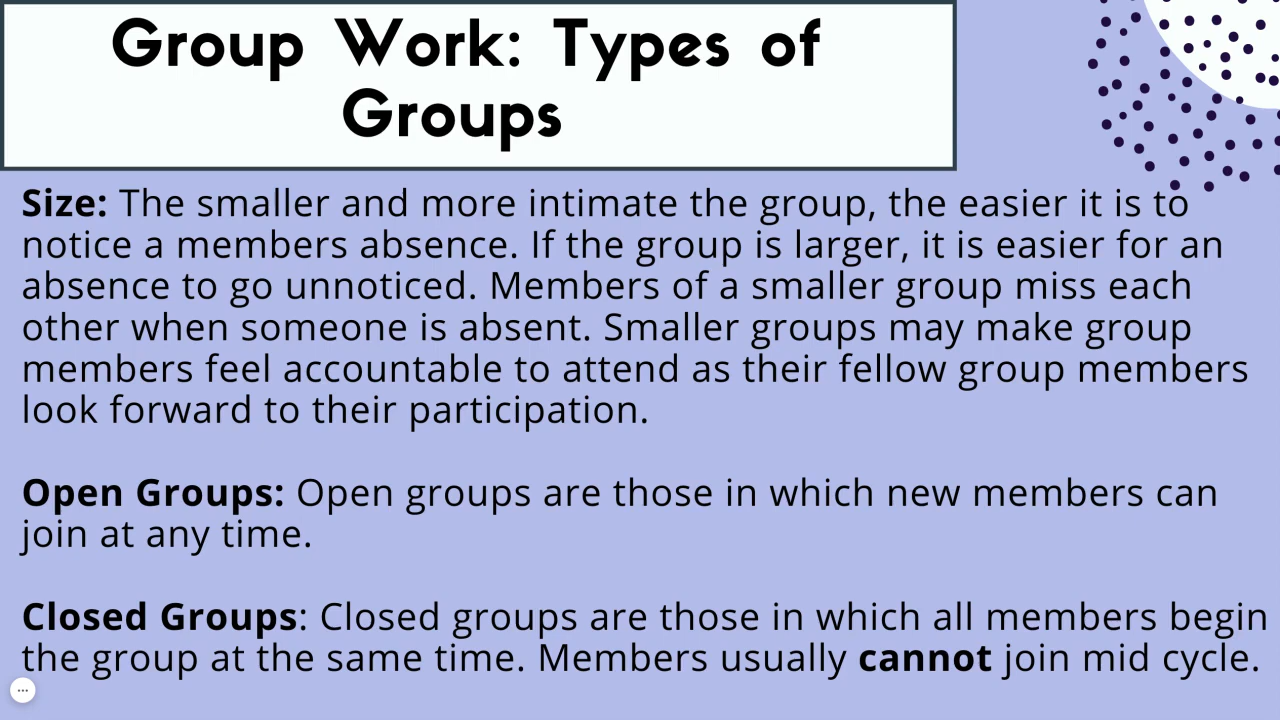 Group Work: Types of
Groups
Size: The smaller and more intimate the group, the easier it is to
notice a members absence. If the group is larger, it is easier for an
absence to go unnoticed. Members of a smaller group miss each
other when someone is absent. Smaller groups may make group
members feel accountable to attend as their fellow group members
look forward to their participation.
Open Groups: Open groups are those in which new members can
join at any time.
Closed Groups: Closed groups are those in which all members begin
the group at the same time. Members usually cannot join mid cycle.